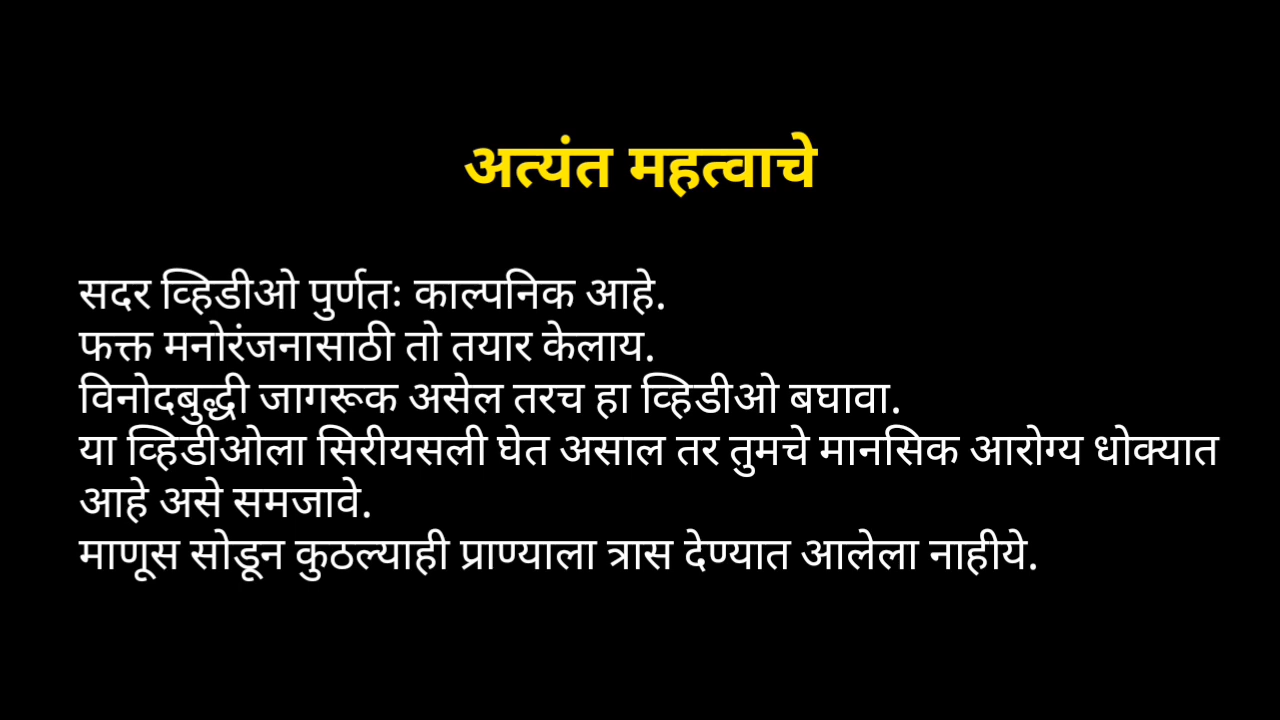 अत्यंत महत्वाचे
सदर व्हिडीओ पुर्णतः काल्पनिक आहे.
फक्त मनोरंजनासाठी तो तयार केलाय.
विनोदबुद्धी जागरूक असेल तरच हा व्हिडीओ बघावा.
या व्हिडीओला सिरीयसली घेत असाल तर तुमचे मानसिक आरोग्य धोक्यात
आहे असे समजावे.
माणूस सोडून कुठल्याही प्राण्याला त्रास देण्यात आलेला नाहीये.